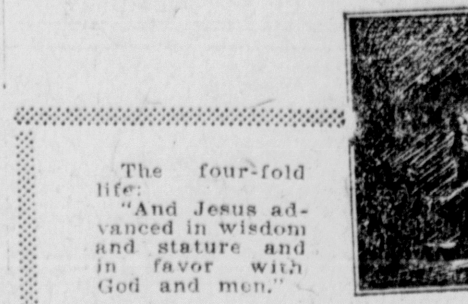 The four-fold
life:
"And Jesus ad-
vanced in wisdom
and stature and
in favor with
God and men."